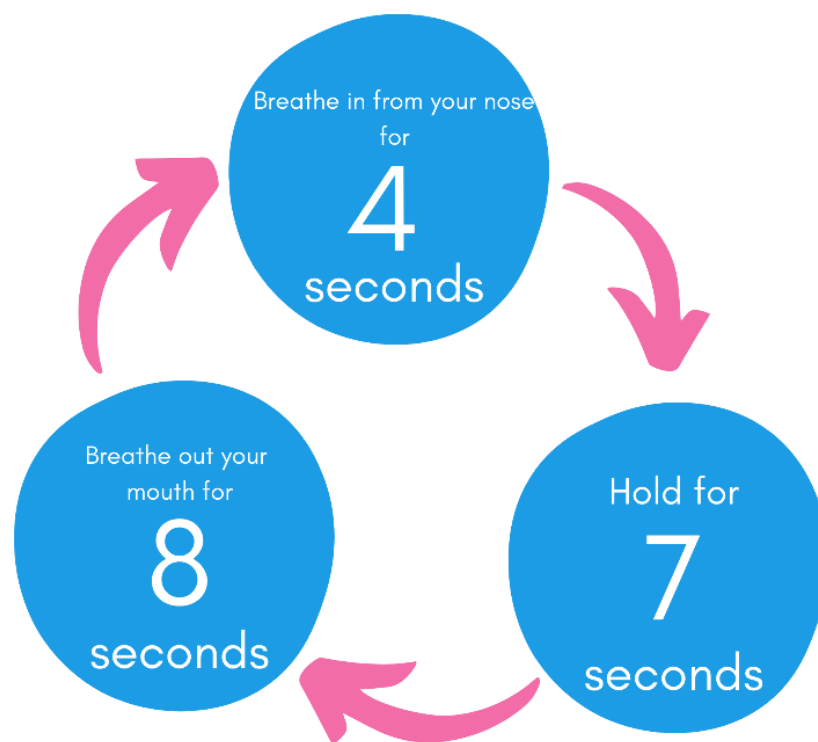 Breathe in from your nose
for
4
seconds
Hold for
7
seconds
Breathe out your
mouth for
8
seconds